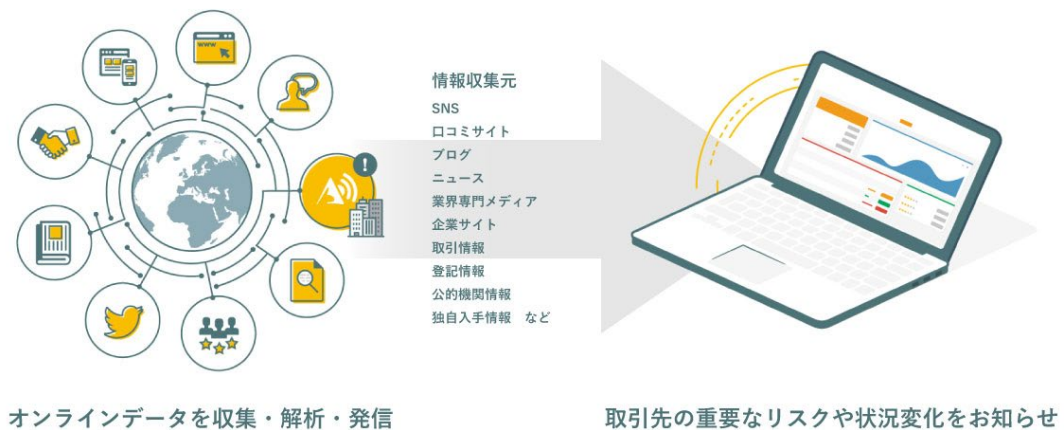 www
情報収集元
SNS
口コミサイト
ブログ
ニュース
業界専門メディア
企業サイト
取引情報
登記情報
公的機関情報
独自入手情報 など
オンラインデータを収集・解析・発信
取引先の重要なリスクや状況変化をお知らせ